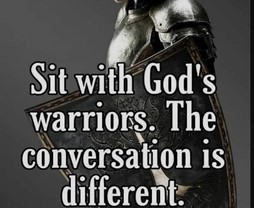 Sit with God's
warriors. The
conversation is
different.